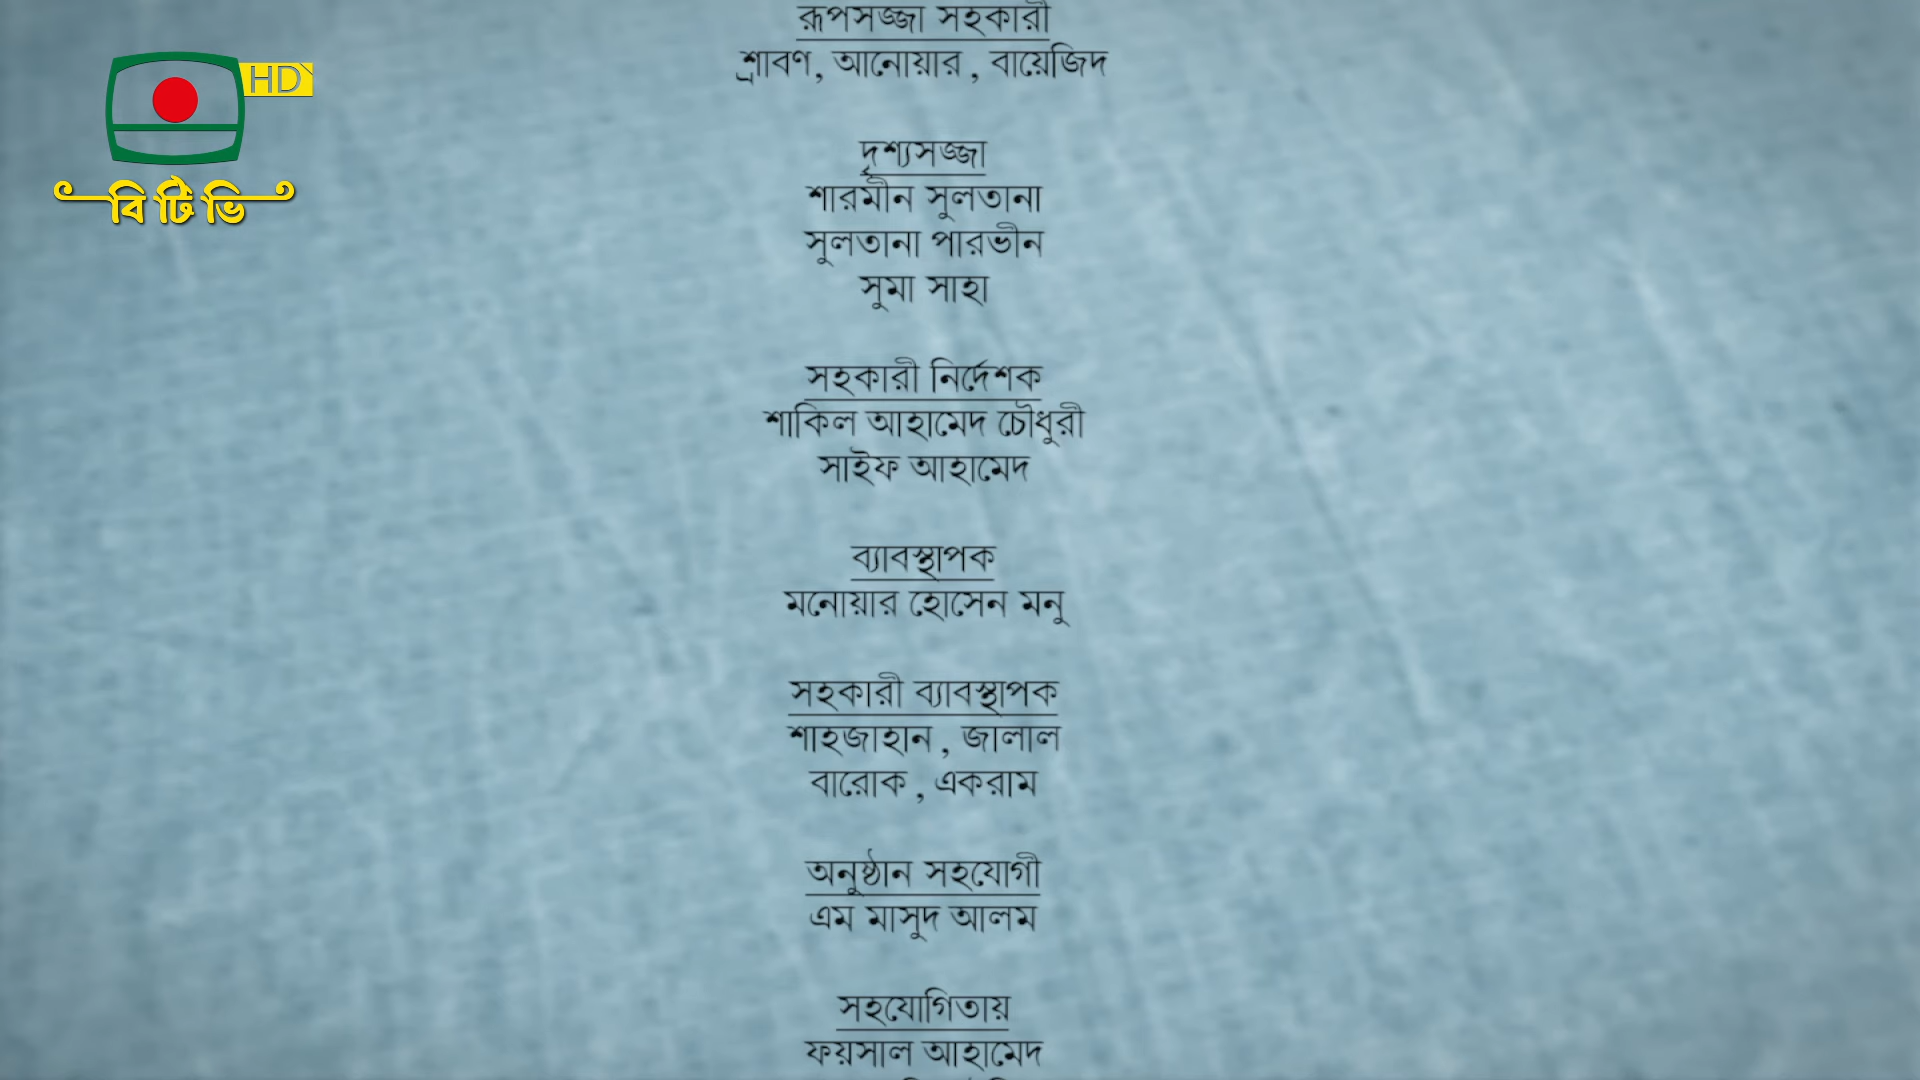 HD
বিটিভি
রূপসজ্জা সহকারী
শ্রাবণ, আনোয়ার, বায়েজিদ
দৃশ্যসজ্জা
শারমীন সুলতানা
সুলতানা পারভীন
সুমা সাহা
সহকারী নির্দেশক
শাকিল আহামেদ চৌধুরী
সাইফ আহামেদ
ব্যাবস্থাপক
মনোয়ার হোসেন মনু
সহকারী ব্যাবস্থাপক
শাহজাহান, জালাল
বারোক, একরাম
অনুষ্ঠান সহযোগী
এম মাসুদ আলম
সহযোগিতায়
ফয়সাল আহামেদ